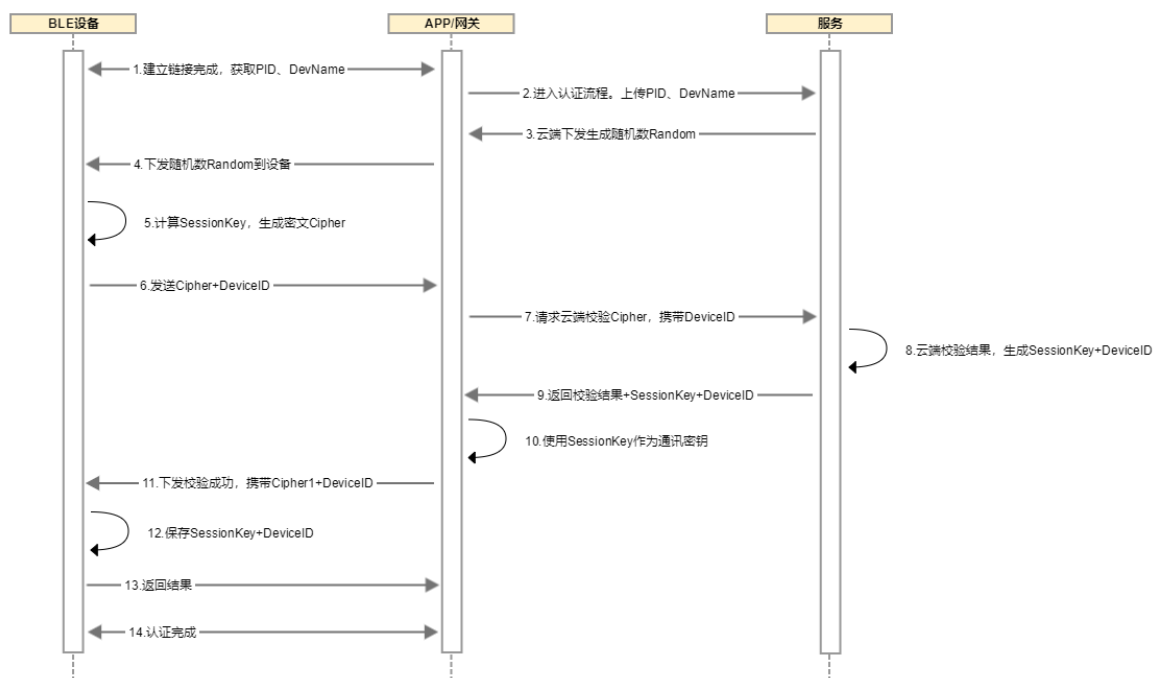 BLE设备
APP/网关
服务
1.建立链接完成，获取PID、DevName
2.进入认证流程。上传PID、DevName
3.云端下发生成随机数Random
4.下发随机数Random到设备
5.计算SessionKey，生成密文Cipher
6.发送Cipher+DeviceID
7.请求云端校验Cipher，携带DeviceID
8.云端校验结果，生成SessionKey+DeviceID
9.返回校验结果+SessionKey+DeviceID
10.使用SessionKey作为通讯密钥
11.下发校验成功，携带Cipher1+DeviceID
12.保存SessionKey+DeviceID
13.返回结果
14.认证完成